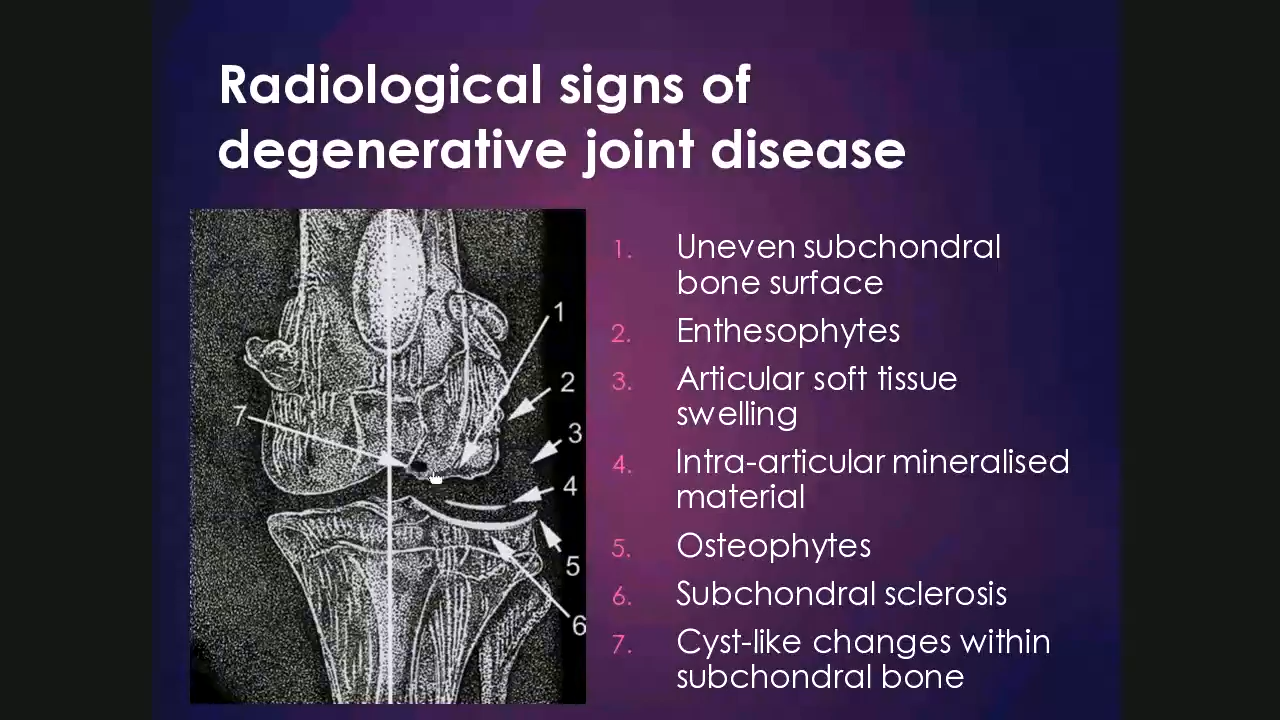 Radiological signs of
degenerative joint disease
1. Uneven subchondral
bone surface
2. Enthesophytes
3. Articular soft tissue
swelling
4. Intra-articular mineralised
material
5. Osteophytes
6. Subchondral sclerosis
7. Cyst-like changes within
subchondral bone
1
2
7
3
4
5
6